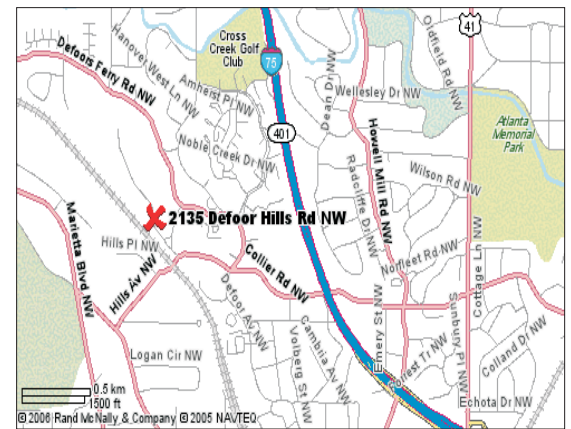 Cross
Creek Golf
Club
75
41
Oldfield Rd NW
Hanover West Ln NW
Defoors Ferry Rd NW
Amherst Pl NW
Dean Dr NW
Wellesley Dr NW
401
Atlanta
Memorial
Park
Noble Creek Dr NW
Howell Mill Rd NW
Radcliffe Dr NW
Wilson Rd NW
2135 Defoor Hills Rd NW
Marietta Blvd NW
Hills Pl NW
Hills Av NW
Collier Rd NW
Norfleet Rd NW
Cottage Ln NW
Defoor Av NW
Volberg St NW
Cambria Av NW
Emery St NW
Sunbury Pl NW
Colland Dr NW
Logan Cir NW
Echota Dr NW
0.5 km
1500 ft
© 2006 Rand McNally & Company © 2005 NAVTEQ